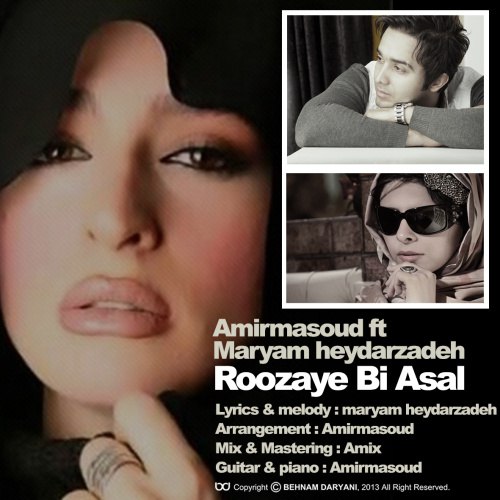 Amirmasoud ft
Maryam heydarzadeh
Roozaye Bi Asal
Lyrics & melody : maryam heydarzadeh
Arrangement : Amirmasoud
Mix & Mastering : Amix
Guitar & piano : Amirmasoud
bd Copyright © BEHNAM DARYANI, 2013 All Right Reserved.